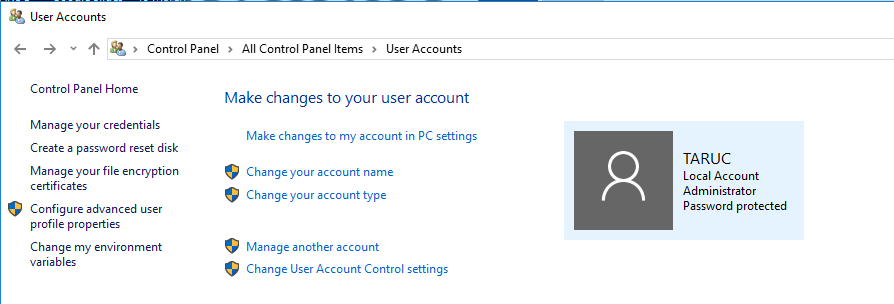 User Accounts
Control Panel > All Control Panel Items > User Accounts
Control Panel Home
Manage your credentials
Create a password reset disk
Manage your file encryption
certificates
Configure advanced user
profile properties
Change my environment
variables
Make changes to your user account
Make changes to my account in PC settings
Change your account name
Change your account type
Manage another account
Change User Account Control settings
TARUC
Local Account
Administrator
Password protected